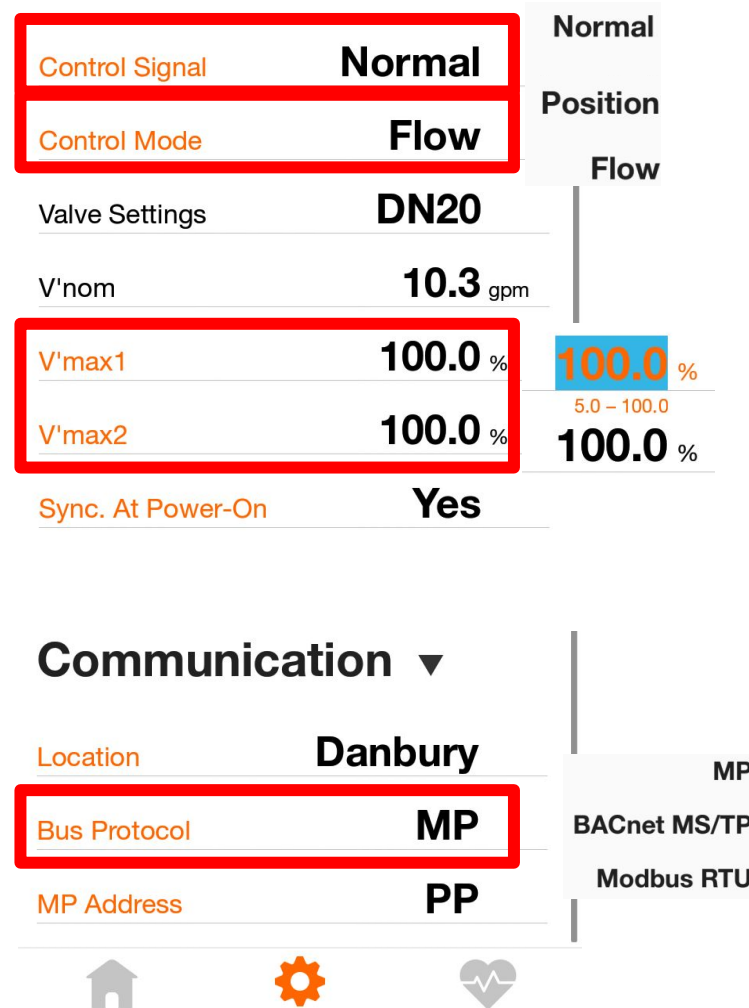 Normal
Control Signal Normal
Position
Control Mode Flow
Flow
Valve Settings DN20
V'nom 10.3 gpm
V'max1 100.0 % 100.0 %
5.0 – 100.0
V'max2 100.0 % 100.0 %
Sync. At Power-On Yes
Communication ▼
Location Danbury
MP
Bus Protocol MP BACnet MS/TP
Modbus RTU
MP Address PP